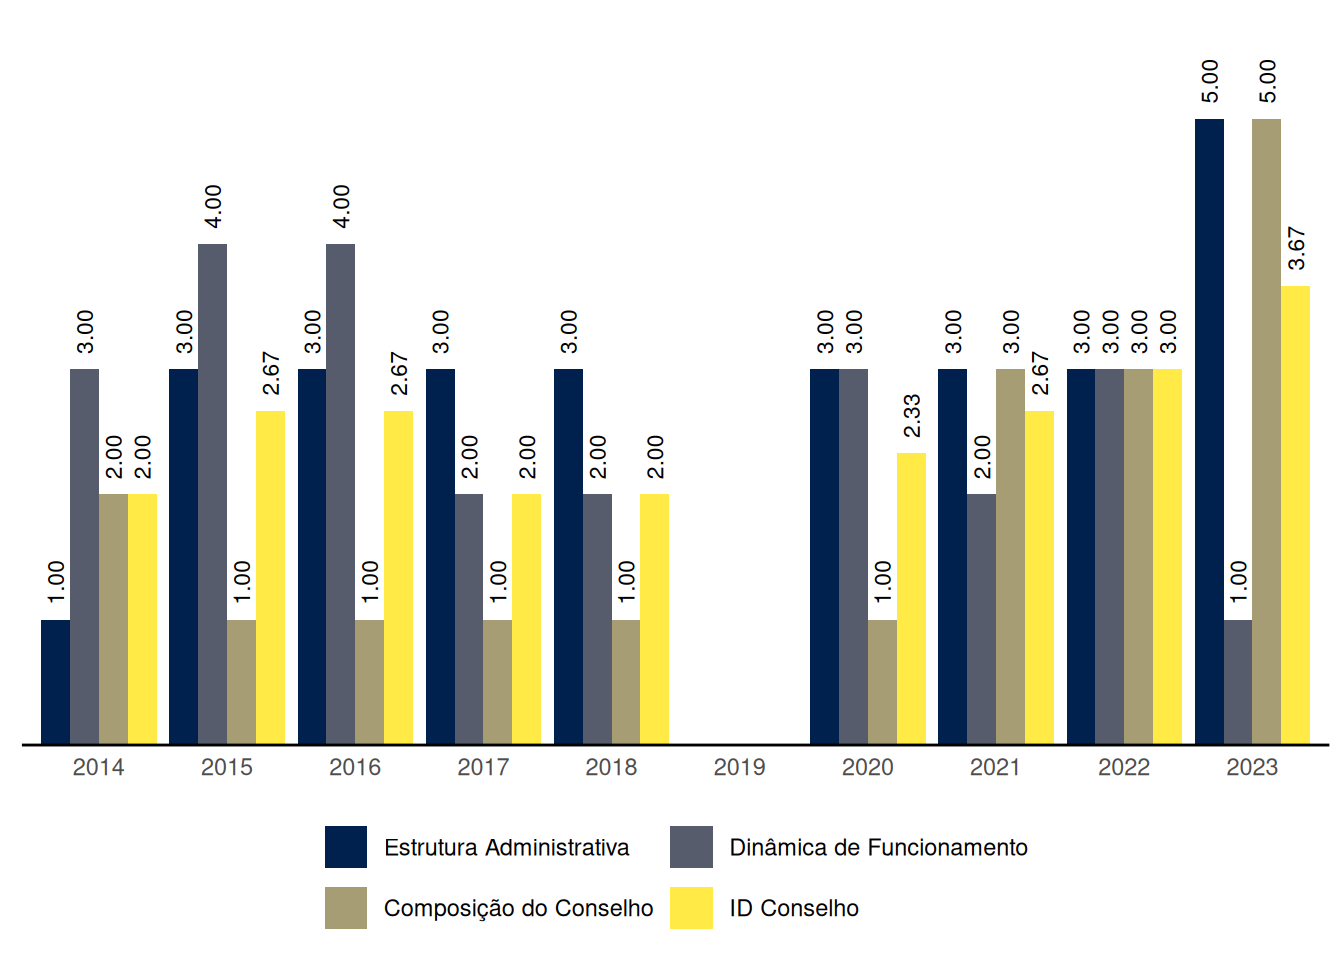 5.00 5.00
4.00 4.00
3.67
3.00 3.00 3.00 3.00 3.00 3.00 3.00 3.00 3.00 3.00 3.00 3.00 3.00
2.67 2.67 2.67
2.33
2.00 2.00 2.00 2.00 2.00 2.00 2.00
1.00 1.00 1.00 1.00 1.00 1.00 1.00
2014 2015 2016 2017 2018 2019 2020 2021 2022 2023
Estrutura Administrativa Dinâmica de Funcionamento
Composição do Conselho ID Conselho